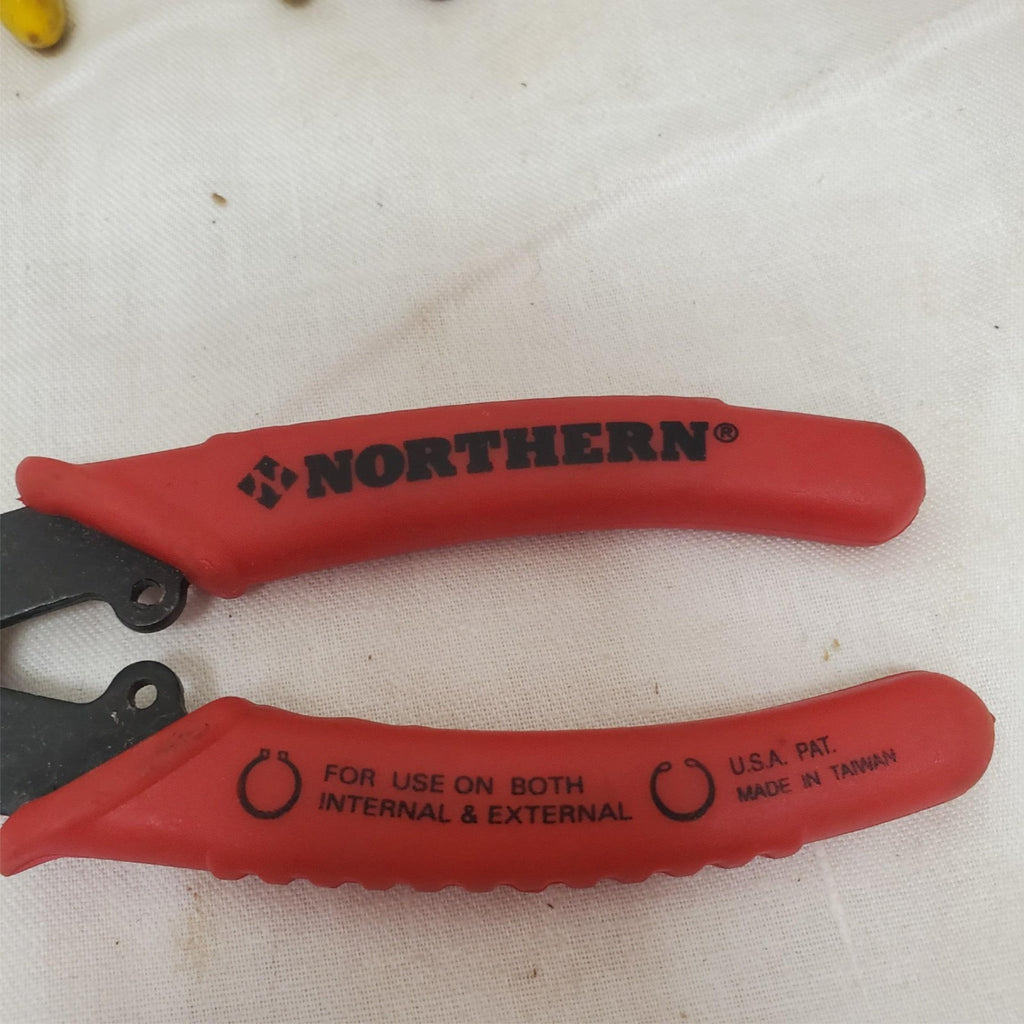 NORTHERN®
FOR USE ON BOTH
INTERNAL & EXTERNAL
U.S.A. PAT.
MADE IN TAIWAN